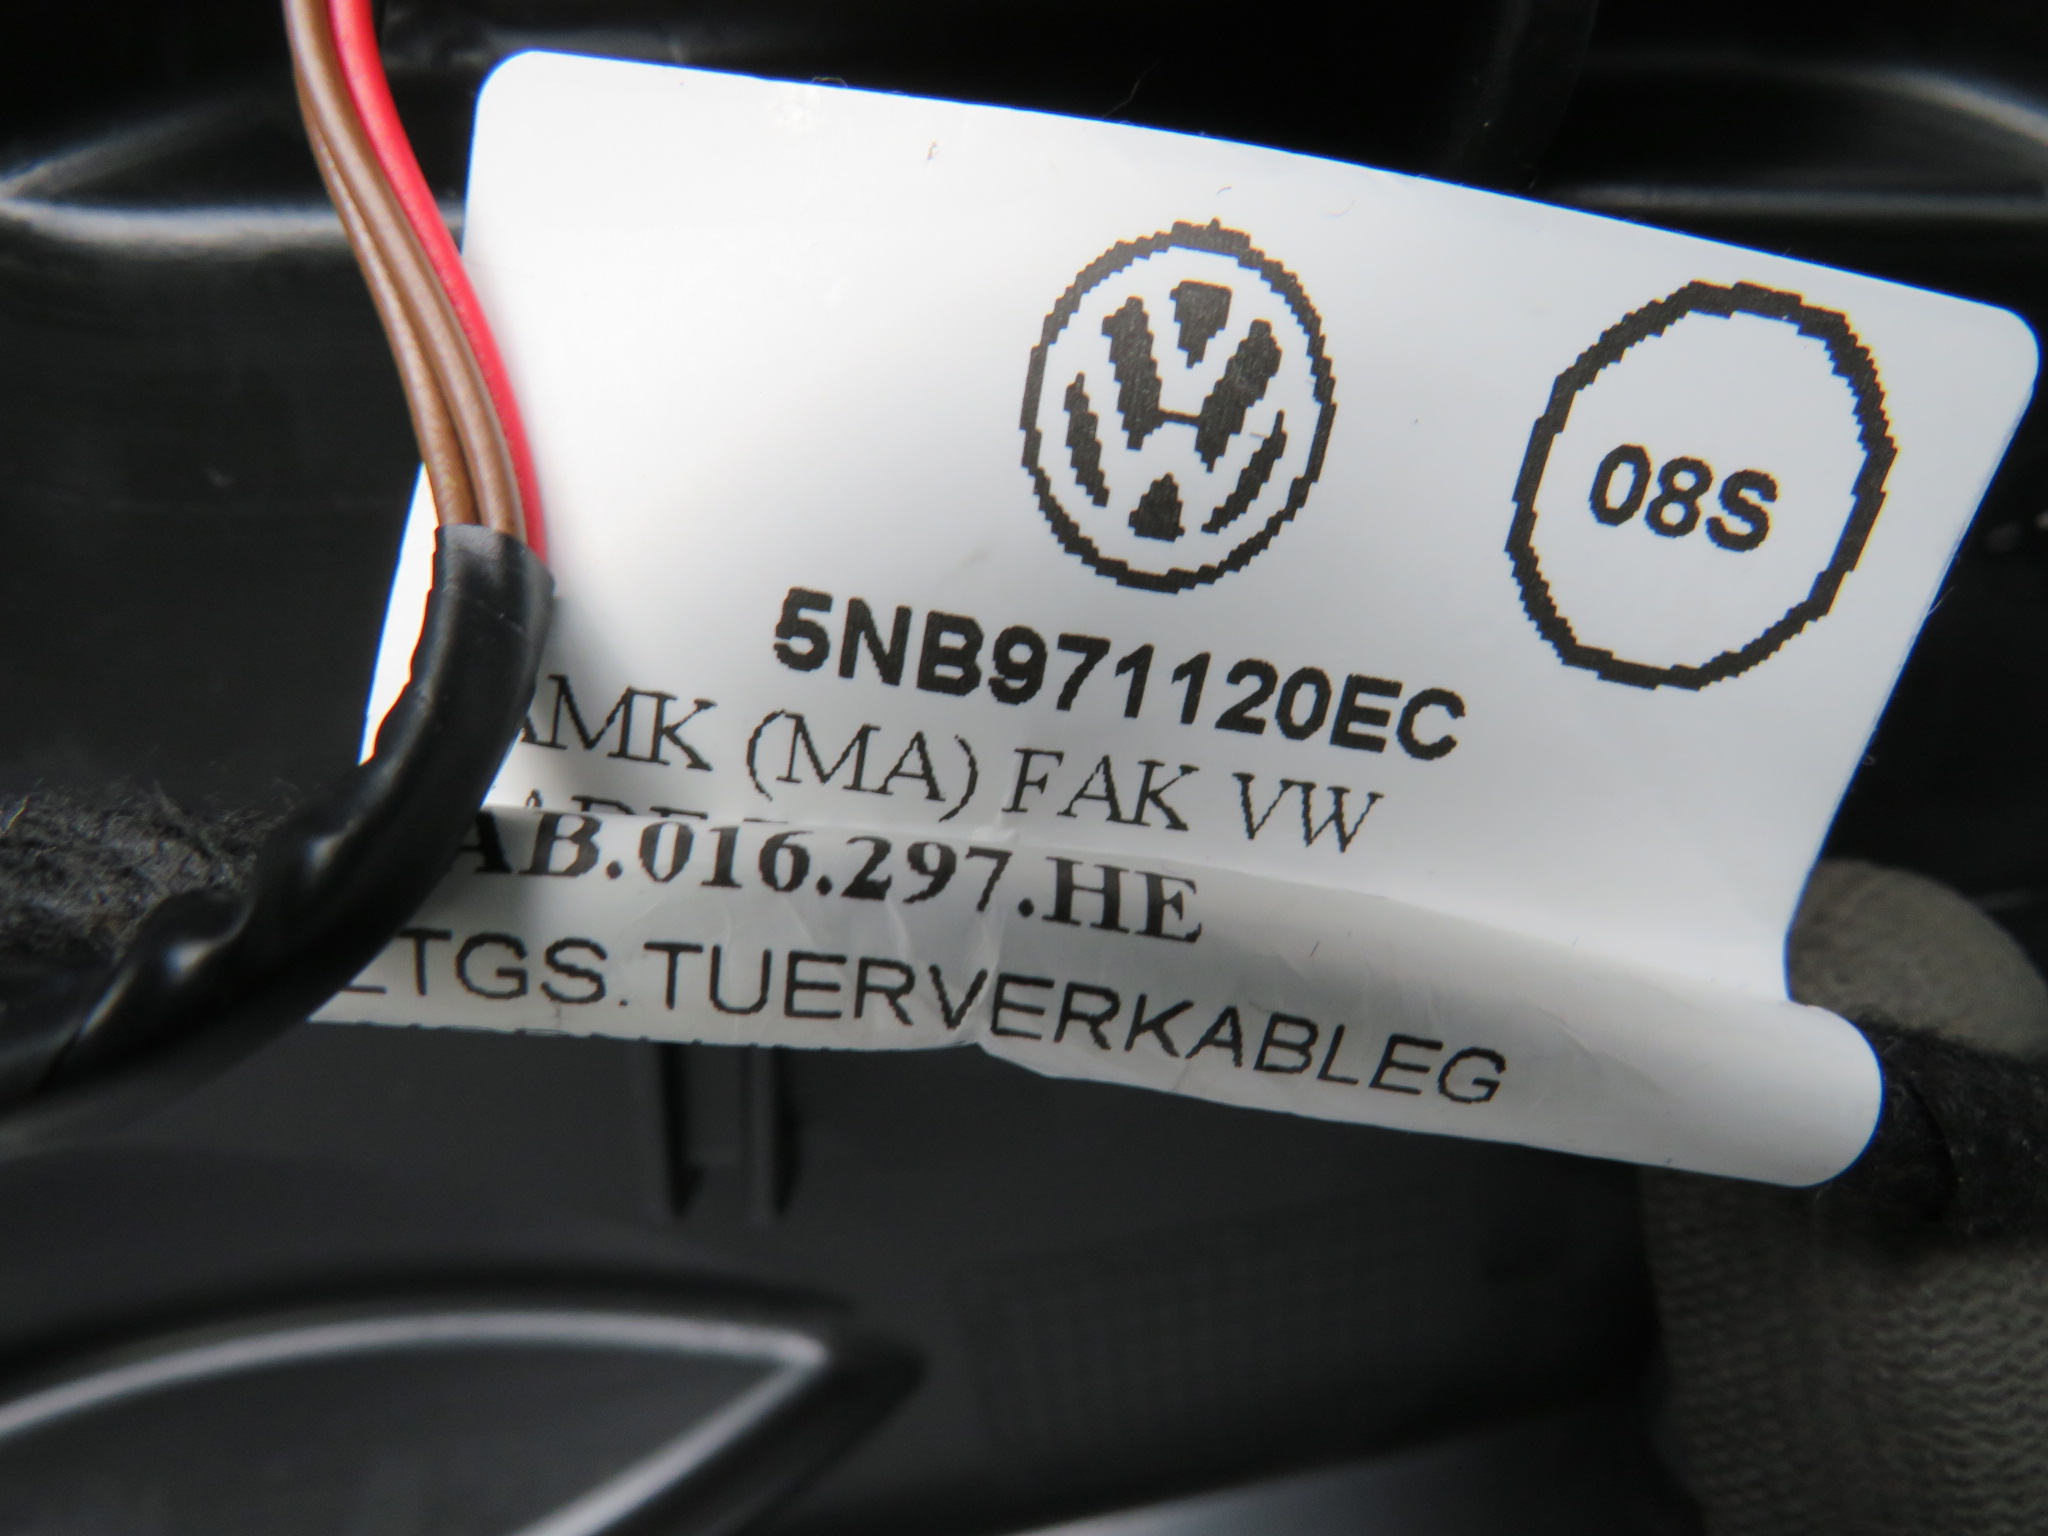 08S
5NB971120EC
AMK (MA) FAK VW
AB.016.297.HE
LTGS.TUERVERKABLEG